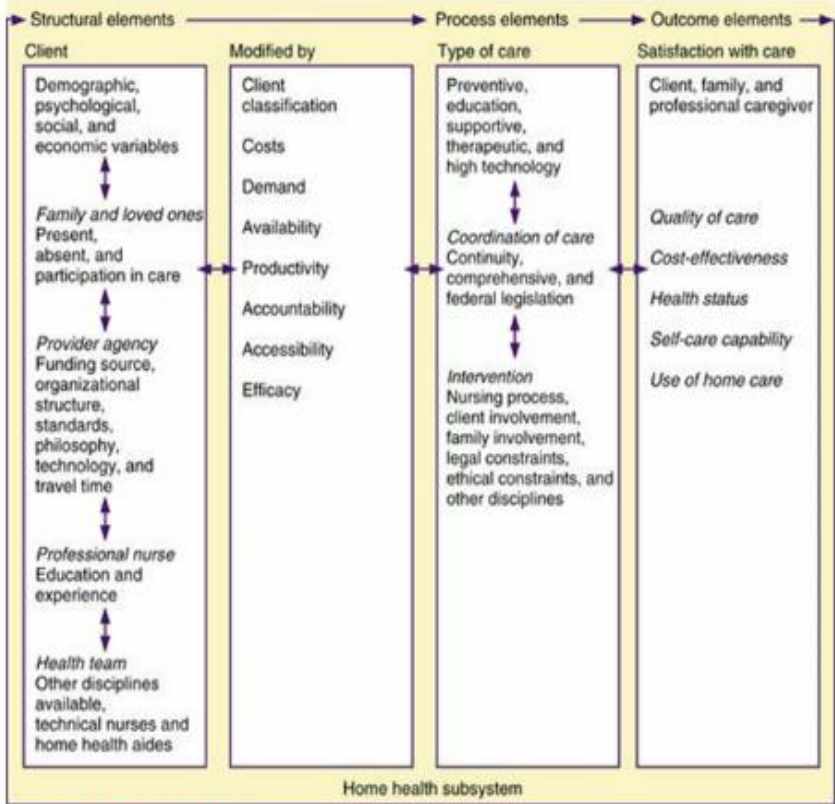 Structural elements
Process elements
Outcome elements
Client
Demographic,
psychological,
social, and
economic variables
Family and loved ones
Present,
absent, and
participation in care
Provider agency
Funding source,
organizational
structure,
standards,
philosophy,
technology, and
travel time
Professional nurse
Education and
experience
Health team
Other disciplines
available,
technical nurses and
home health aides
Modified by
Client
classification
Costs
Demand
Availability
Productivity
Accountability
Accessibility
Efficacy
Type of care
Preventive,
education,
supportive,
therapeutic, and
high technology
Coordination of care
Continuity,
comprehensive, and
federal legislation
Intervention
Nursing process,
client involvement,
family involvement,
legal constraints,
ethical constraints, and
other disciplines
Satisfaction with care
Client, family, and
professional caregiver
Quality of care
Cost-effectiveness
Health status
Self-care capability
Use of home care
Home health subsystem